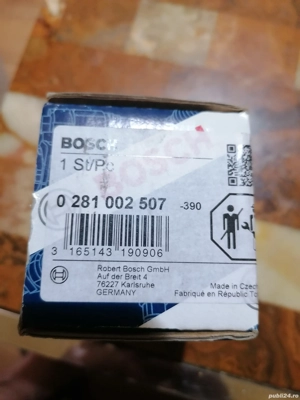 BOSCH
1 St/Pc
BOSCH
0 281 002 507 -390
3 165143 190906
Robert Bosch GmbH
Auf der Breit 4
76227 Karlsruhe
GERMANY
Made in Czech
Fabriqué en Républic
publi24.ro